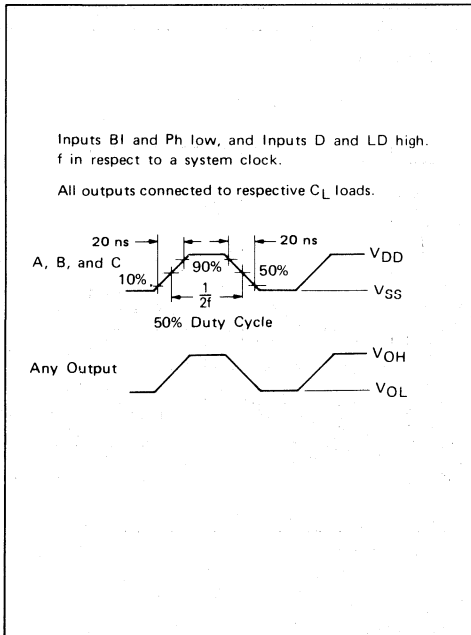 Inputs BI and Ph low, and Inputs D and LD high.
f in respect to a system clock.
All outputs connected to respective CL loads.
20 ns
20 ns
A, B, and C
10%
90%
50%
VDD
VSS
1
2f
50% Duty Cycle
Any Output
VOH
VOL